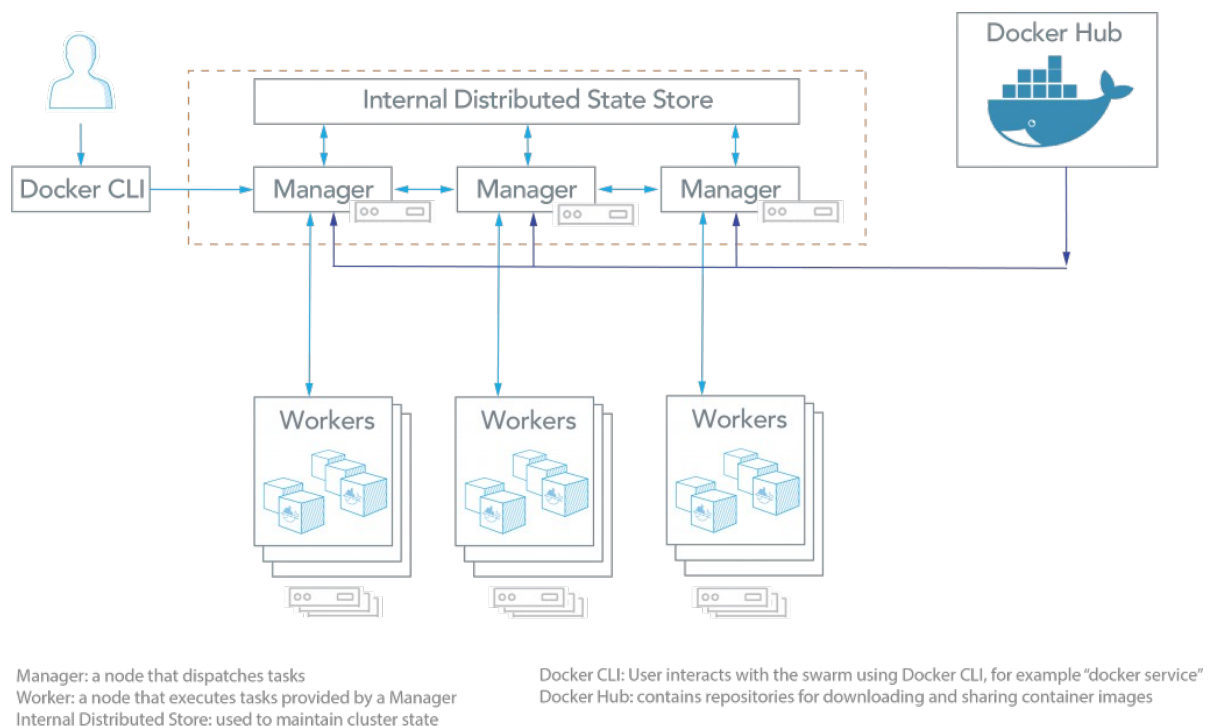 Docker Hub
Internal Distributed State Store
Docker CLI
Manager
Manager
Manager
Workers
Workers
Workers
Manager: a node that dispatches tasks
Worker: a node that executes tasks provided by a Manager
Internal Distributed Store: used to maintain cluster state
Docker CLI: User interacts with the swarm using Docker CLI, for example “docker service”
Docker Hub: contains repositories for downloading and sharing container images